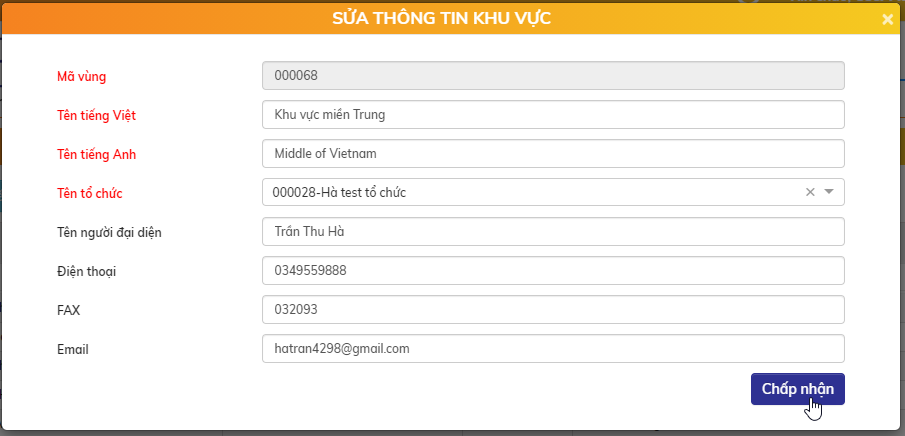 SỬA THÔNG TIN KHU VỰC
×
Mã vùng 000068
Tên tiếng Việt Khu vực miền Trung
Tên tiếng Anh Middle of Vietnam
Tên tổ chức 000028-Hà test tổ chức ×
Tên người đại diện Trần Thu Hà
Điện thoại 0349559888
FAX 032093
Email hatran4298@gmail.com
Chấp nhận